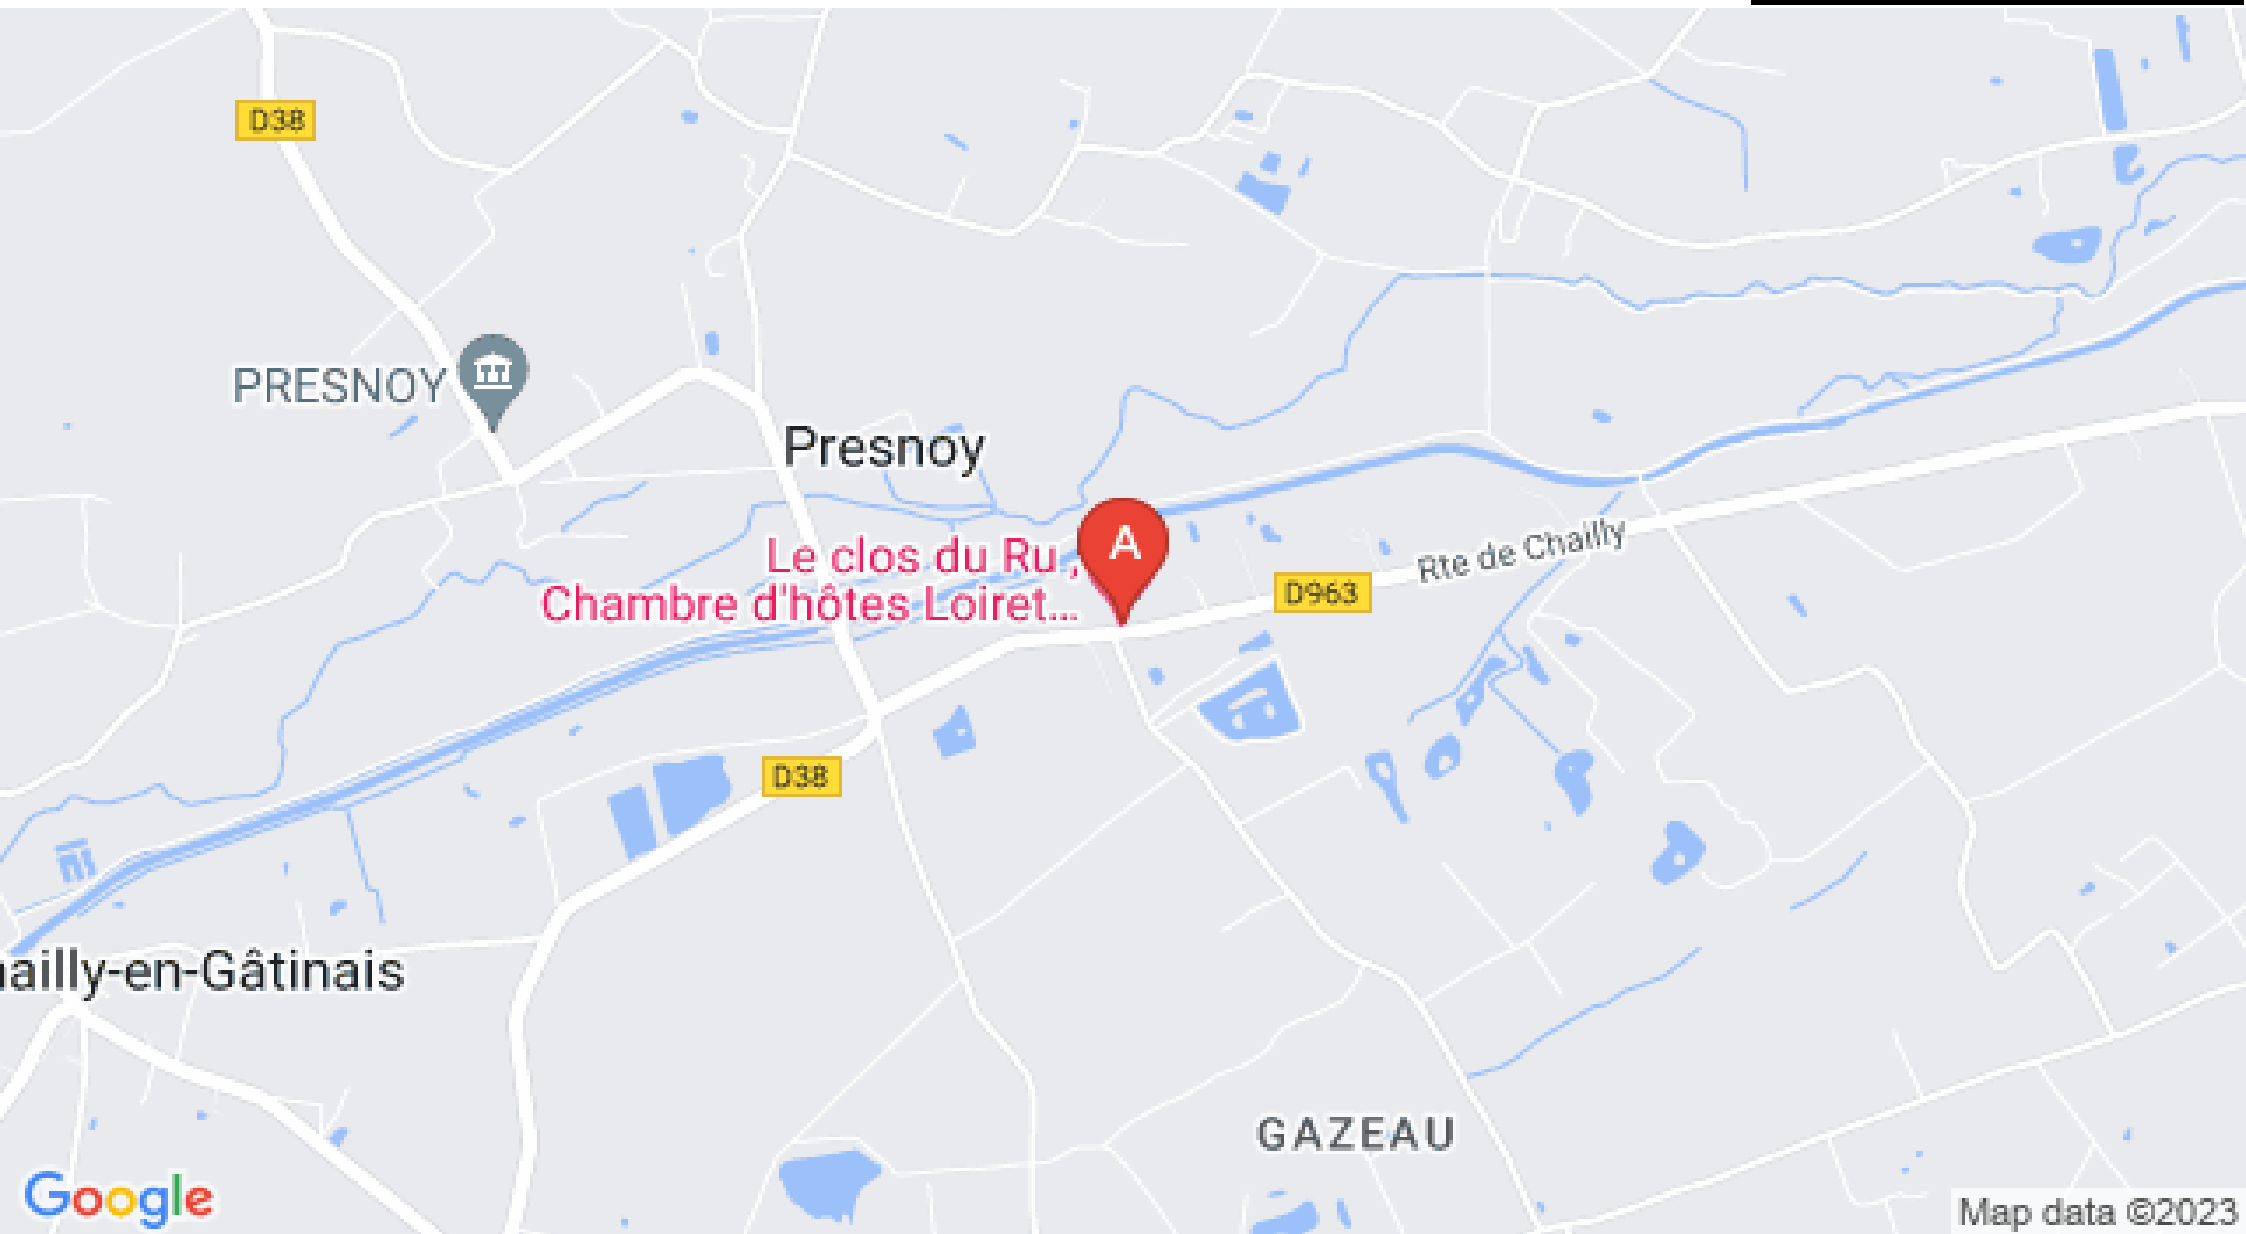 D38
PRESNOY
Presnoy
Le clos du Ru ,
Chambre d'hôtes Loiret...
A
Rte de Chailly
D963
D38
hailly-en-Gâtinais
GAZEAU
Google
Map data ©2023